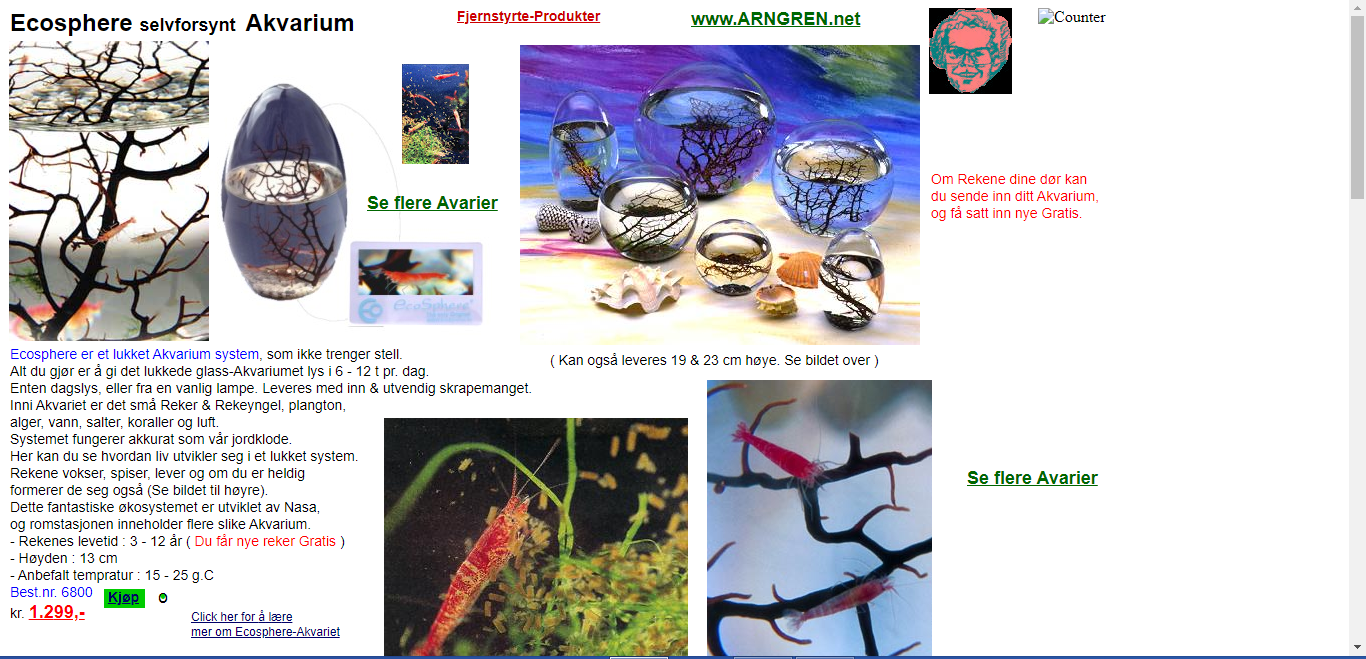 Ecosphere selvforsynt Akvarium
Fjernstyrte-Produkter
www.ARNGREN.net
Counter
Se flere Avarier
EcoSphere
Om Rekene dine dør kan
du sende inn ditt Akvarium,
og få satt inn nye Gratis.
Ecosphere er et lukket Akvarium system, som ikke trenger stell.
Alt du gjør er å gi det lukkede glass-Akvariumet lys i 6 - 12 t pr. dag.
Enten dagslys, eller fra en vanlig lampe. Leveres med inn & utvendig skrapemanget.
Inni Akvariet er det små Reker & Rekeyngel, plangton,
alger, vann, salter, koraller og luft.
Systemet fungerer akkurat som vår jordklode.
Her kan du se hvordan liv utvikler seg i et lukket system.
Rekene vokser, spiser, lever og om du er heldig
formerer de seg også (Se bildet til høyre).
Dette fantastiske økosystemet er utviklet av Nasa,
og romstasjonen inneholder flere slike Akvarium.
- Rekenes levetid : 3 - 12 år ( Du får nye reker Gratis )
- Høyden : 13 cm
- Anbefalt tempratur : 15 - 25 g.C
Best.nr. 6800 Kjøp
kr. 1.299,-
Click her for å lære
mer om Ecosphere-Akvariet
( Kan også leveres 19 & 23 cm høye. Se bildet over )
Se flere Avarier